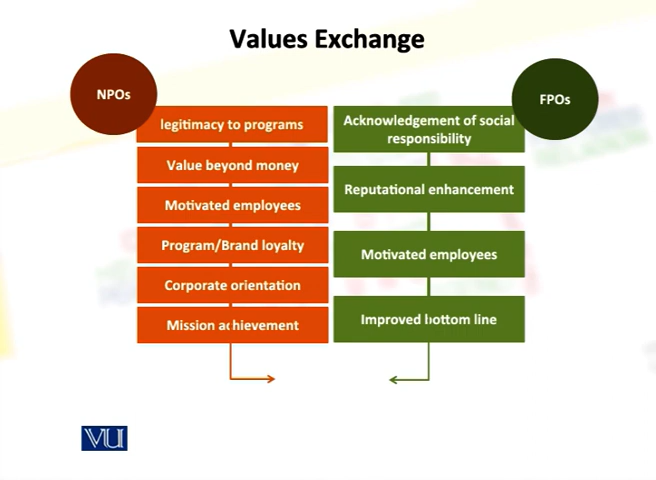 Values Exchange
NPOs
legitimacy to programs
Value beyond money
Motivated employees
Program/Brand loyalty
Corporate orientation
Mission achievement
FPOs
Acknowledgement of social
responsibility
Reputational enhancement
Motivated employees
Improved bottom line
VU